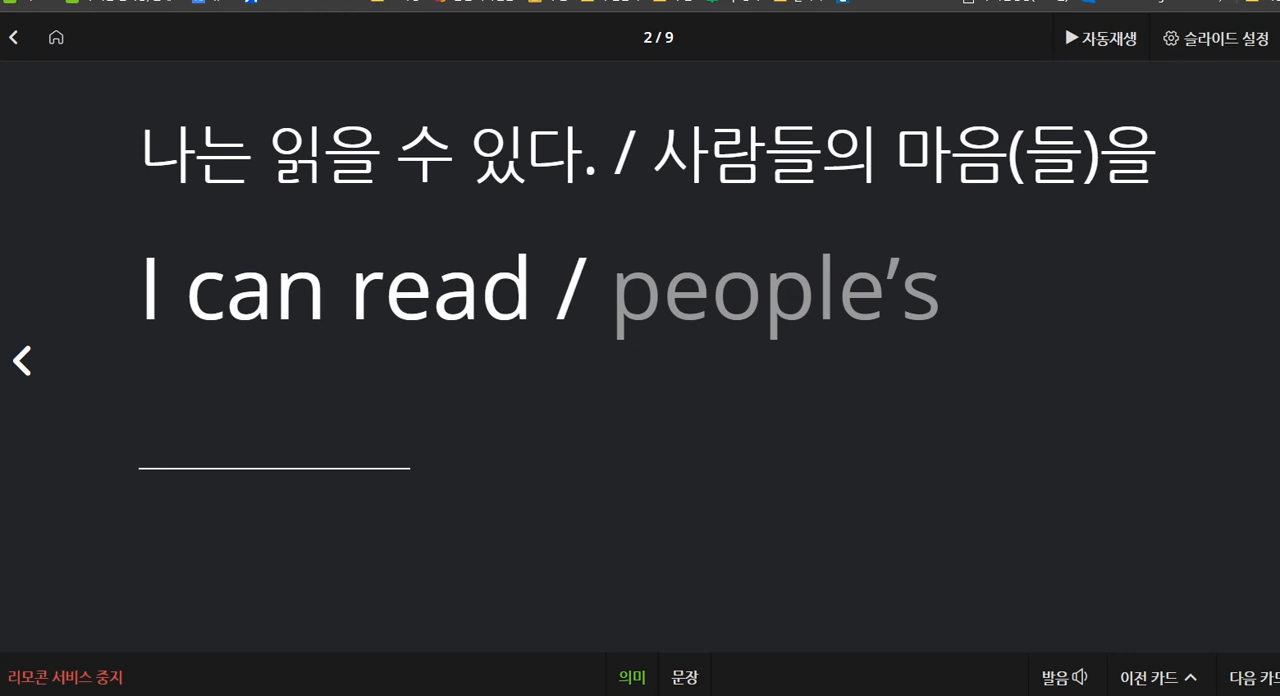 2 / 9
자동재생
슬라이드 설정
나는 읽을 수 있다. / 사람들의 마음(들)을
I can read / people’s
리모콘 서비스 중지
의미
문장
발음
이전 카드
다음